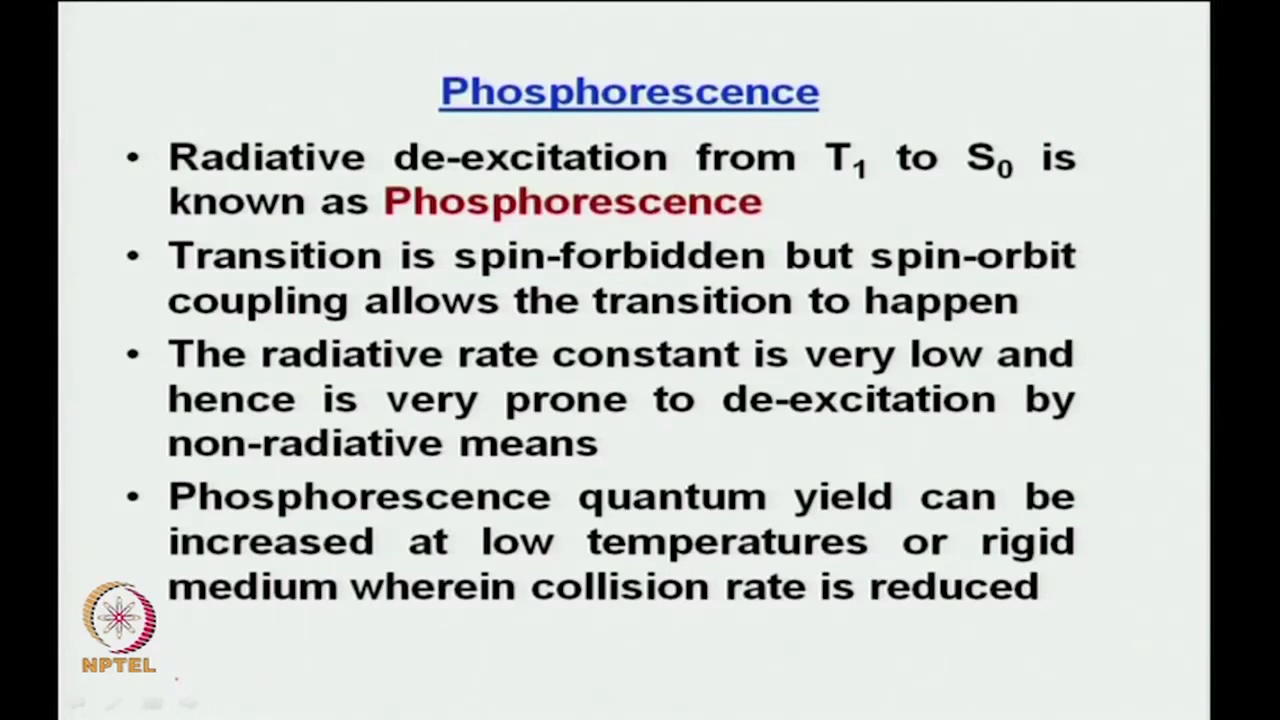 Phosphorescence
• Radiative de-excitation from T₁ to S₀ is
known as Phosphorescence
• Transition is spin-forbidden but spin-orbit
coupling allows the transition to happen
• The radiative rate constant is very low and
hence is very prone to de-excitation by
non-radiative means
• Phosphorescence quantum yield can be
increased at low temperatures or rigid
medium wherein collision rate is reduced
NPTEL